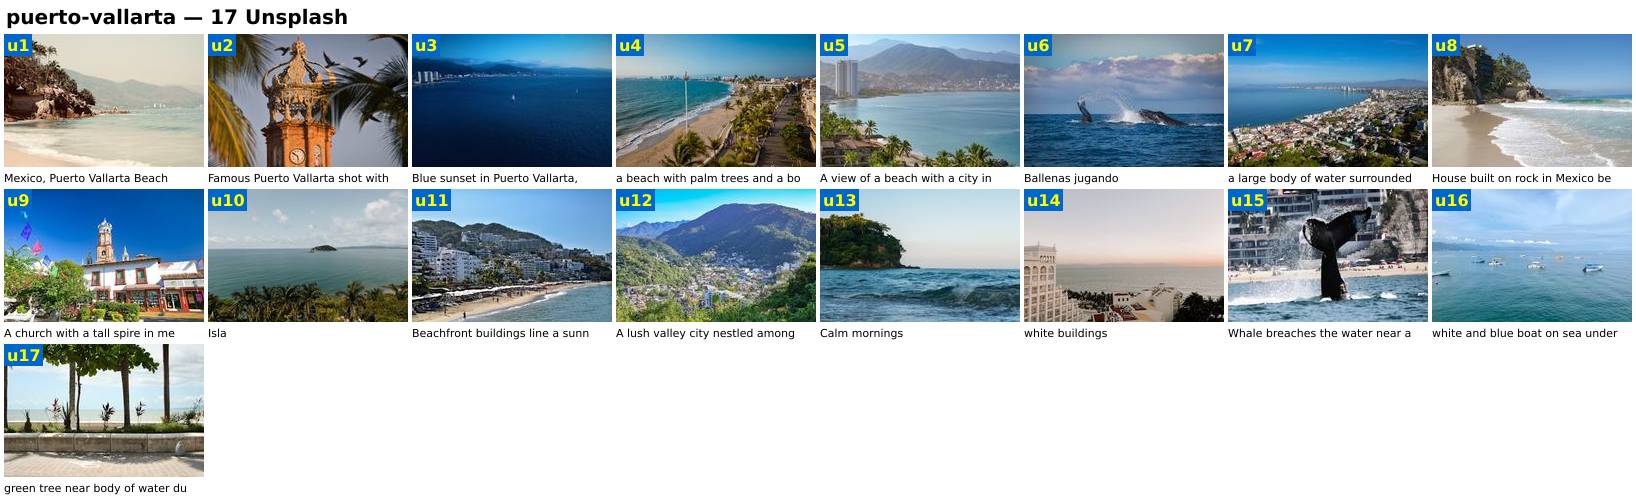 puerto-vallarta — 17 Unsplash
u1
u2
u3
u4
u5
u6
u7
u8
Mexico, Puerto Vallarta Beach
Famous Puerto Vallarta shot with
Blue sunset in Puerto Vallarta,
a beach with palm trees and a bo
A view of a beach with a city in
Ballenas jugando
a large body of water surrounded
House built on rock in Mexico be
u9
u10
u11
u12
u13
u14
u15
u16
A church with a tall spire in me
Isla
Beachfront buildings line a sunn
A lush valley city nestled among
Calm mornings
white buildings
Whale breaches the water near a
white and blue boat on sea under
u17
green tree near body of water du